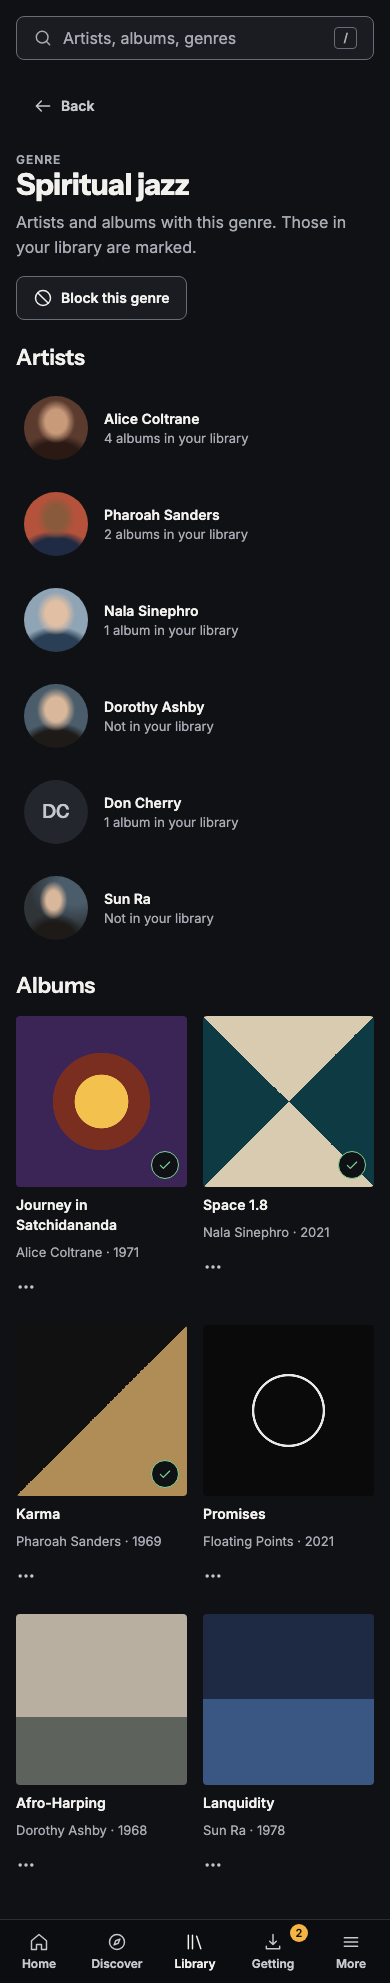 Artists, albums, genres
/
Back
GENRE
Spiritual jazz
Artists and albums with this genre. Those in
your library are marked.
Block this genre
Artists
Alice Coltrane
4 albums in your library
Pharoah Sanders
2 albums in your library
Nala Sinephro
1 album in your library
Dorothy Ashby
Not in your library
DC
Don Cherry
1 album in your library
Sun Ra
Not in your library
Albums
Journey in
Satchidananda
Alice Coltrane · 1971
Space 1.8
Nala Sinephro · 2021
Karma
Pharoah Sanders · 1969
Promises
Floating Points · 2021
Afro-Harping
Dorothy Ashby · 1968
Lanquidity
Sun Ra · 1978
Home
Discover
Library
2
Getting
More